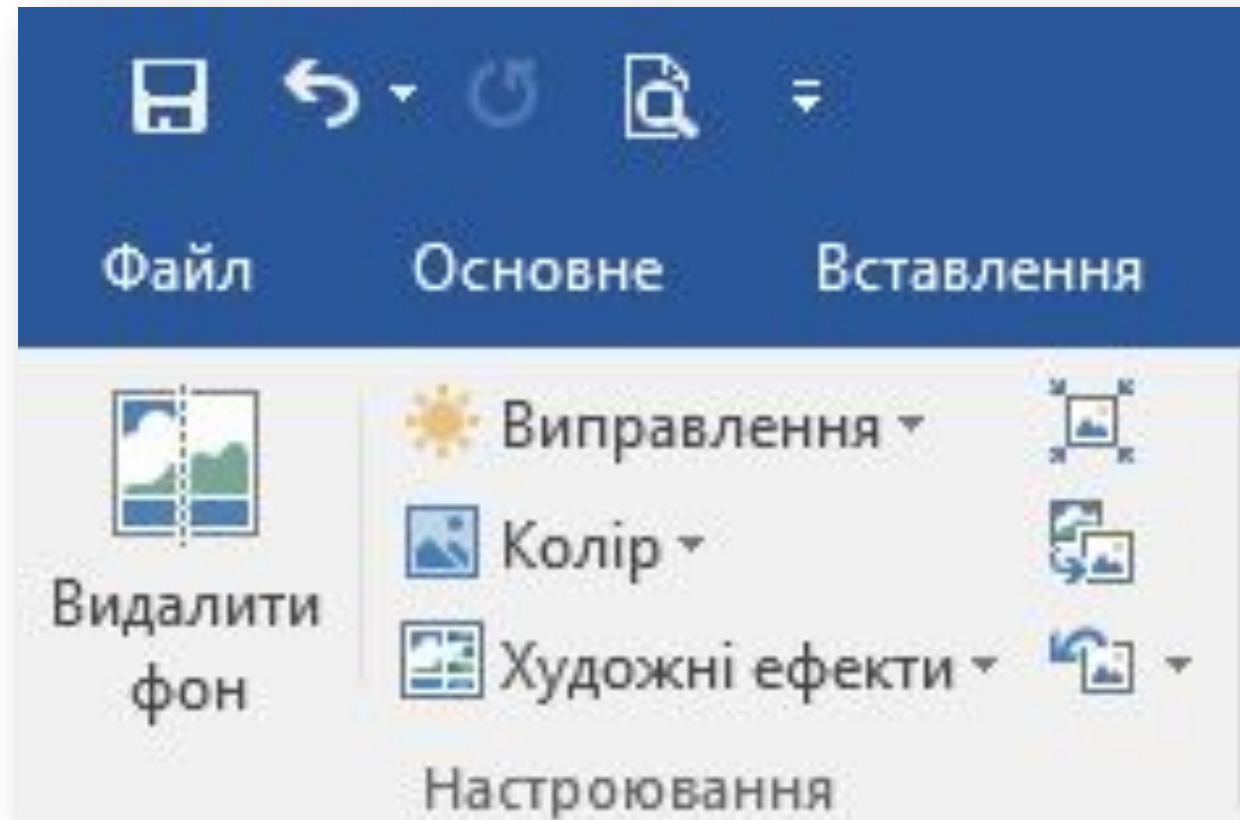 Файл Основне Вставлення
Видалити
фон
Виправлення
Колір
Художні ефекти
Настроювання